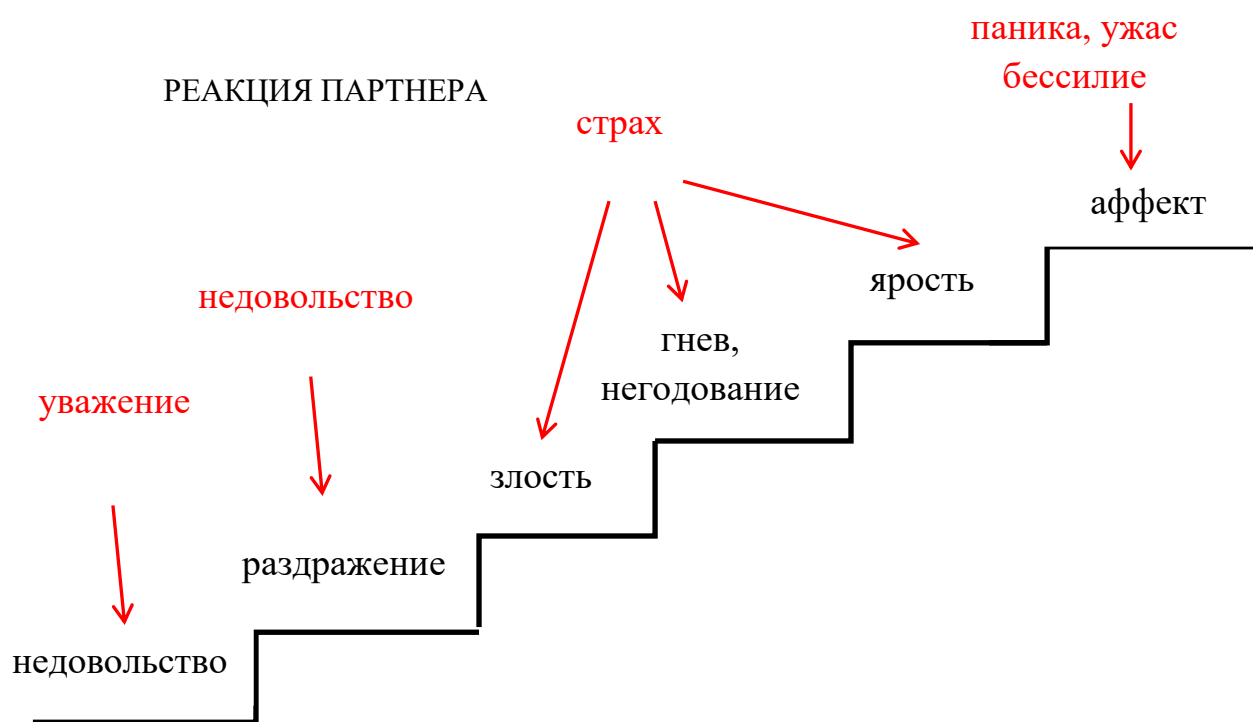 паника, ужас
бессилие
РЕАКЦИЯ ПАРТНЕРА
страх
аффект
ярость
недовольство
гнев,
негодование
уважение
злость
раздражение
недовольство